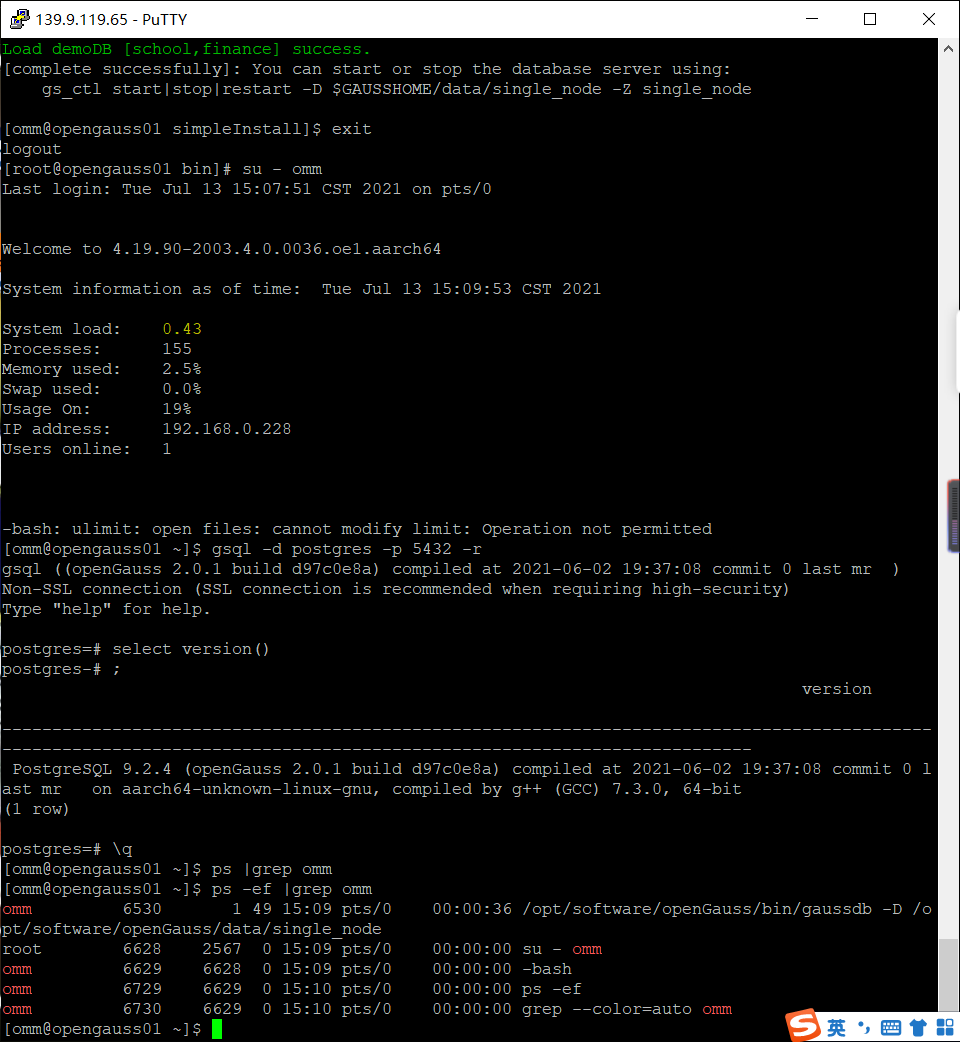 139.9.119.65 - PuTTY
Load demoDB [school,finance] success.
[complete successfully]: You can start or stop the database server using:
    gs_ctl start|stop|restart -D $GAUSSHOME/data/single_node -Z single_node
[omm@opengauss01 simpleInstall]$ exit
logout
[root@opengauss01 bin]# su - omm
Last login: Tue Jul 13 15:07:51 CST 2021 on pts/0
Welcome to 4.19.90-2003.4.0.0036.oe1.aarch64
System information as of time:  Tue Jul 13 15:09:53 CST 2021
System load:    0.43
Processes:      155
Memory used:    2.5%
Swap used:      0.0%
Usage On:       19%
IP address:     192.168.0.228
Users online:   1
-bash: ulimit: open files: cannot modify limit: Operation not permitted
[omm@opengauss01 ~]$ gsql -d postgres -p 5432 -r
gsql ((openGauss 2.0.1 build d97c0e8a) compiled at 2021-06-02 19:37:08 commit 0 last mr  )
Non-SSL connection (SSL connection is recommended when requiring high-security)
Type "help" for help.
postgres=# select version()
postgres-# ;
version
---------------------------------------------------------------------------------------------
---------------------------------------------------------------------------
 PostgreSQL 9.2.4 (openGauss 2.0.1 build d97c0e8a) compiled at 2021-06-02 19:37:08 commit 0 l
ast mr   on aarch64-unknown-linux-gnu, compiled by g++ (GCC) 7.3.0, 64-bit
(1 row)
postgres=# \q
[omm@opengauss01 ~]$ ps |grep omm
[omm@opengauss01 ~]$ ps -ef |grep omm
omm         6530       1 49 15:09 pts/0    00:00:36 /opt/software/openGauss/bin/gaussdb -D /o
pt/software/openGauss/data/single_node
root        6628    2567  0 15:09 pts/0    00:00:00 su - omm
omm         6629    6628  0 15:09 pts/0    00:00:00 -bash
omm         6729    6629  0 15:10 pts/0    00:00:00 ps -ef
omm         6730    6629  0 15:10 pts/0    00:00:00 grep --color=auto omm
[omm@opengauss01 ~]$
S 英